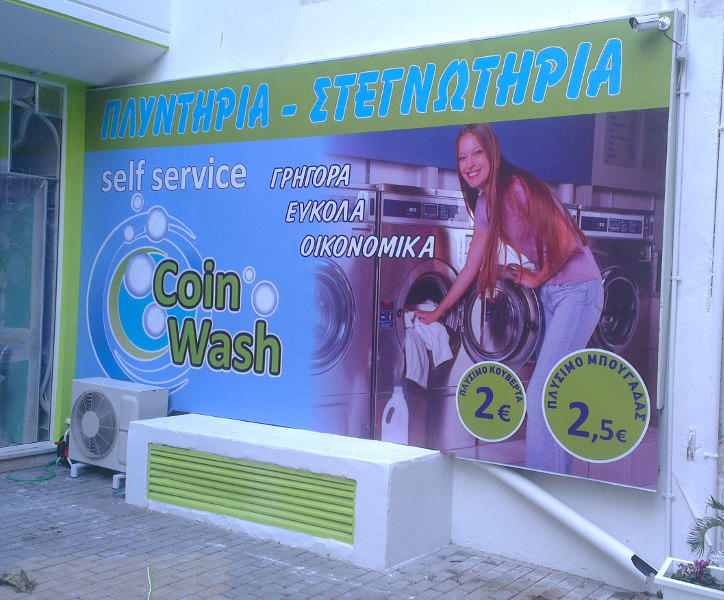 ΠΛΥΝΤΗΡΙΑ - ΣΤΕΓΝΩΤΗΡΙΑ
self service
ΓΡΗΓΟΡΑ
ΕΥΚΟΛΑ
ΟΙΚΟΝΟΜΙΚΑ
Coin
Wash
ΠΛΥΣΙΜΟ ΚΟΥΒΕΡΤΑ
2€
ΠΛΥΣΙΜΟ ΜΠΟΥΓΑΔΑΣ
2,5€